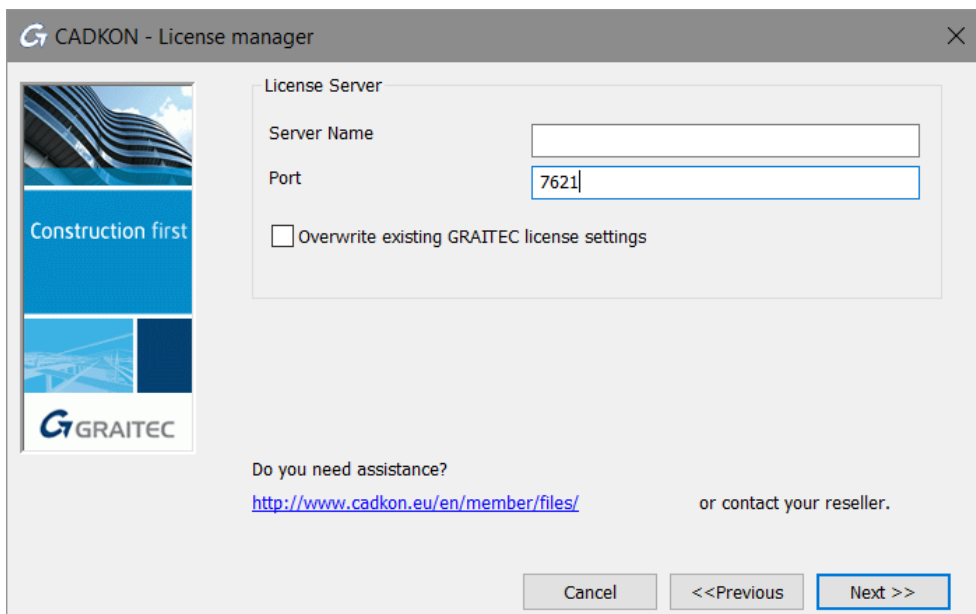 CADKON - License manager
Construction first
GRAITEC
License Server
Server Name
Port 7621
Overwrite existing GRAITEC license settings
Do you need assistance?
http://www.cadkon.eu/en/member/files/ or contact your reseller.
Cancel <<Previous Next >>